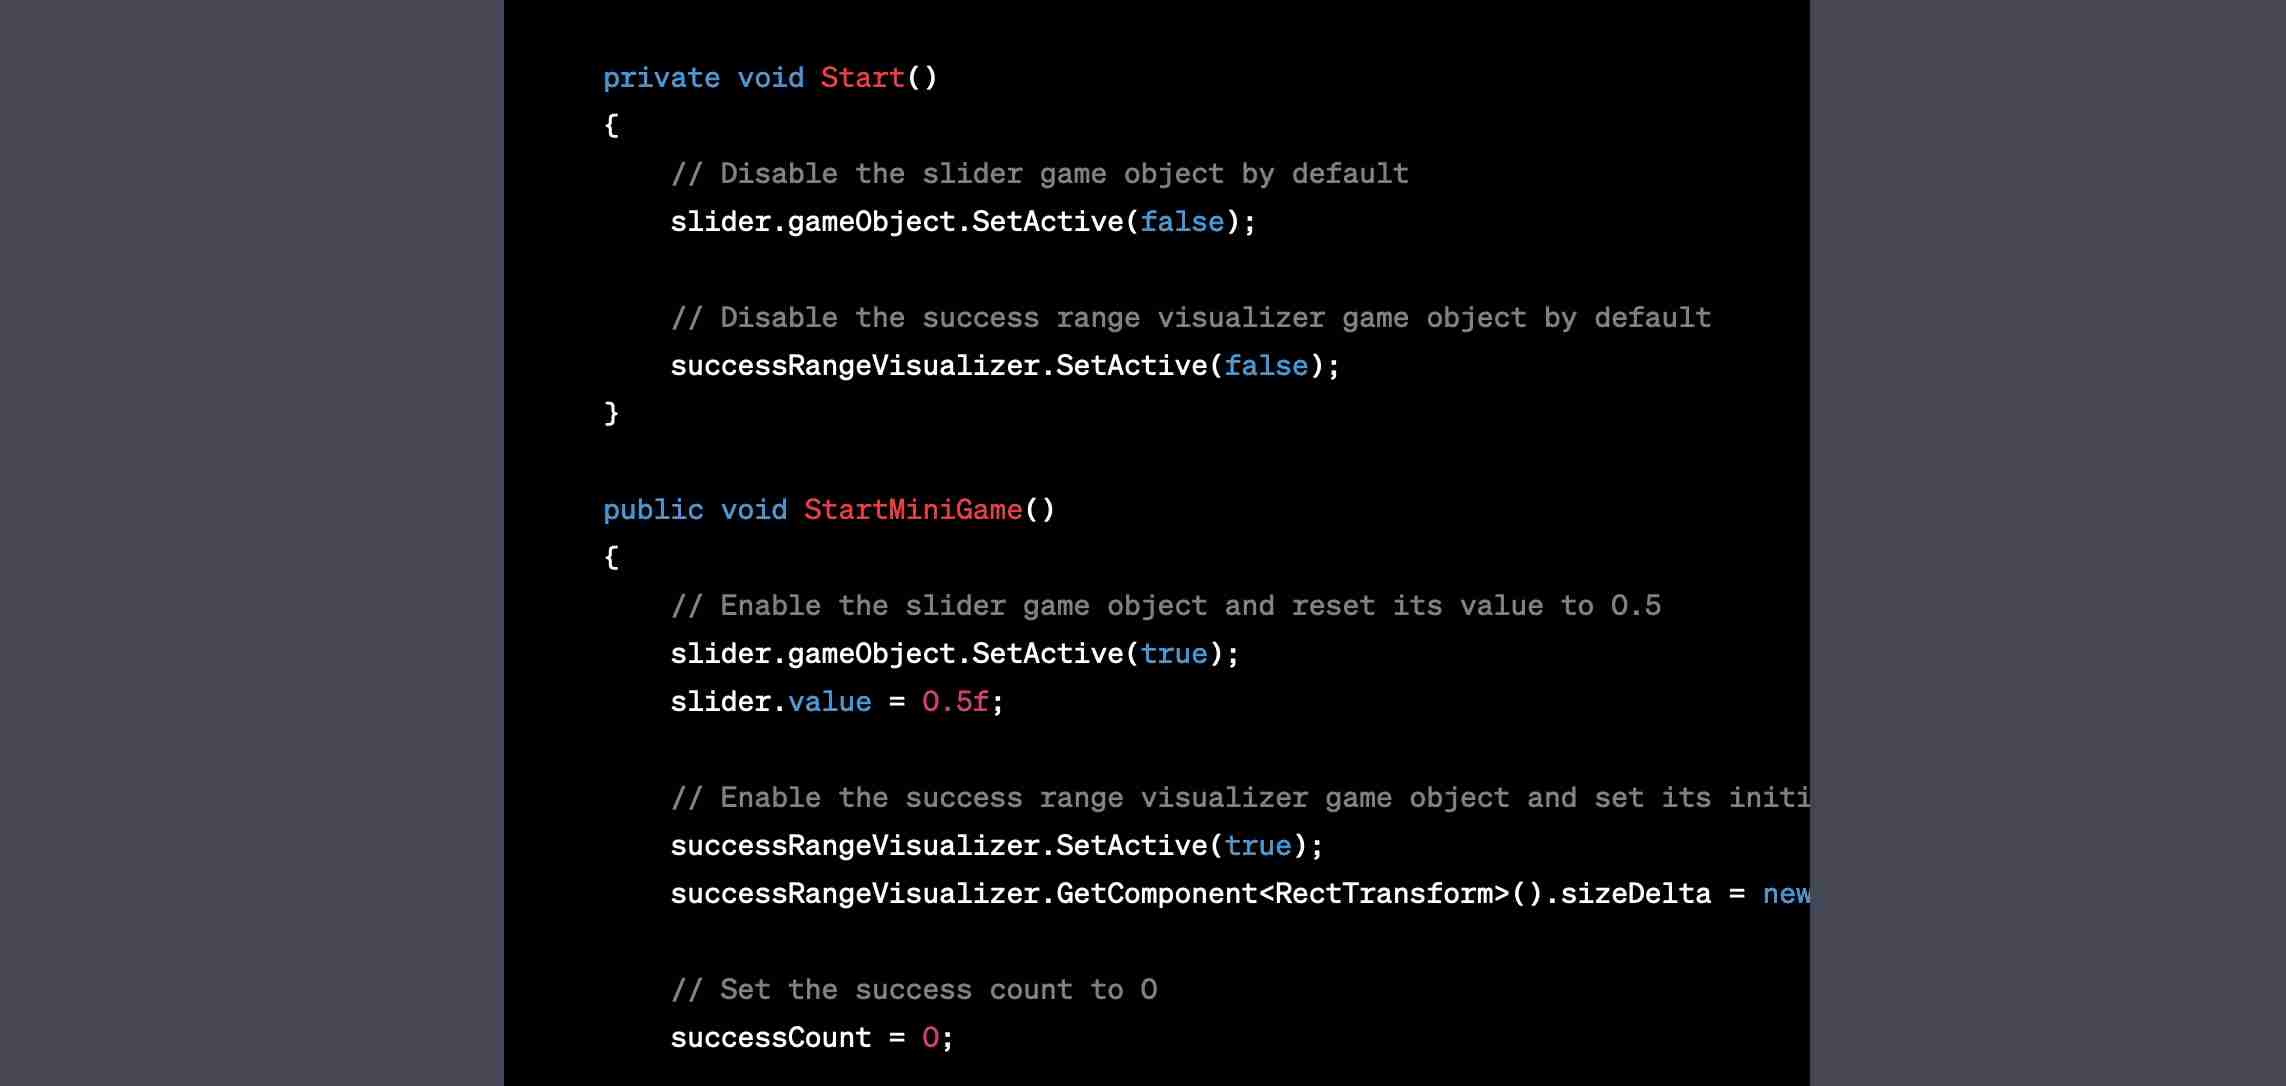 private void Start()
{
// Disable the slider game object by default
slider.gameObject.SetActive(false);
// Disable the success range visualizer game object by default
successRangeVisualizer.SetActive(false);
}
public void StartMiniGame()
{
// Enable the slider game object and reset its value to 0.5
slider.gameObject.SetActive(true);
slider.value = 0.5f;
// Enable the success range visualizer game object and set its initi
successRangeVisualizer.SetActive(true);
successRangeVisualizer.GetComponent<RectTransform>().sizeDelta = new
// Set the success count to 0
successCount = 0;